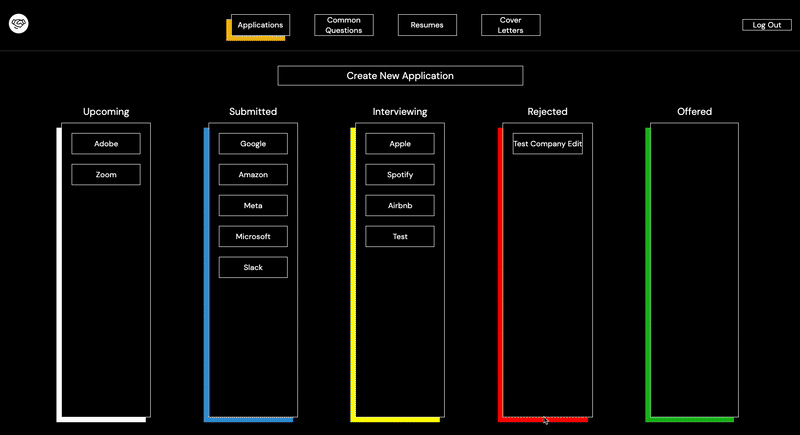 Applications
Common
Questions
Resumes
Cover
Letters
Log Out
Create New Application
Upcoming
Submitted
Interviewing
Rejected
Offered
Adobe
Google
Apple
Test Company Edit
Zoom
Amazon
Spotify
Meta
Airbnb
Microsoft
Test
Slack